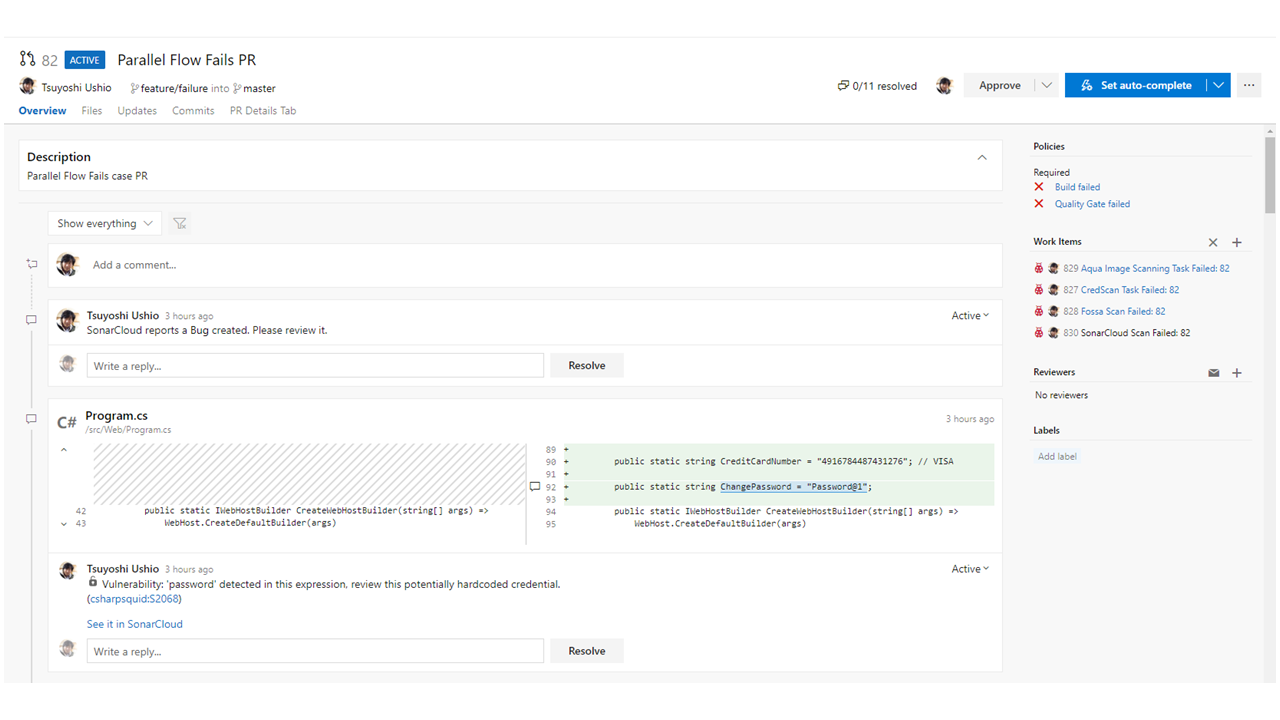 82 ACTIVE Parallel Flow Fails PR
Tsuyoshi Ushio feature/failure into master
0/11 resolved Approve Set auto-complete ...
Overview Files Updates Commits PR Details Tab
Description
Parallel Flow Fails case PR
Show everything
Add a comment...
Tsuyoshi Ushio 3 hours ago Active
SonarCloud reports a Bug created. Please review it.
Write a reply... Resolve
C# Program.cs 3 hours ago
/src/Web/Program.cs
89 +
90 + public static string CreditCardNumber = "4916784487431276"; // VISA
91 +
92 + public static string ChangePassword = "Password@1";
93 +
42 public static IWebHostBuilder CreateWebHostBuilder(string[] args) =>
43 WebHost.CreateDefaultBuilder(args)
94 public static IWebHostBuilder CreateWebHostBuilder(string[] args) =>
95 WebHost.CreateDefaultBuilder(args)
Tsuyoshi Ushio 3 hours ago Active
Vulnerability: 'password' detected in this expression, review this potentially hardcoded credential.
(csharpsquid:S2068)
See it in SonarCloud
Write a reply... Resolve
Policies
Required
Build failed
Quality Gate failed
Work Items
829 Aqua Image Scanning Task Failed: 82
827 CredScan Task Failed: 82
828 Fossa Scan Failed: 82
830 SonarCloud Scan Failed: 82
Reviewers
No reviewers
Labels
Add label